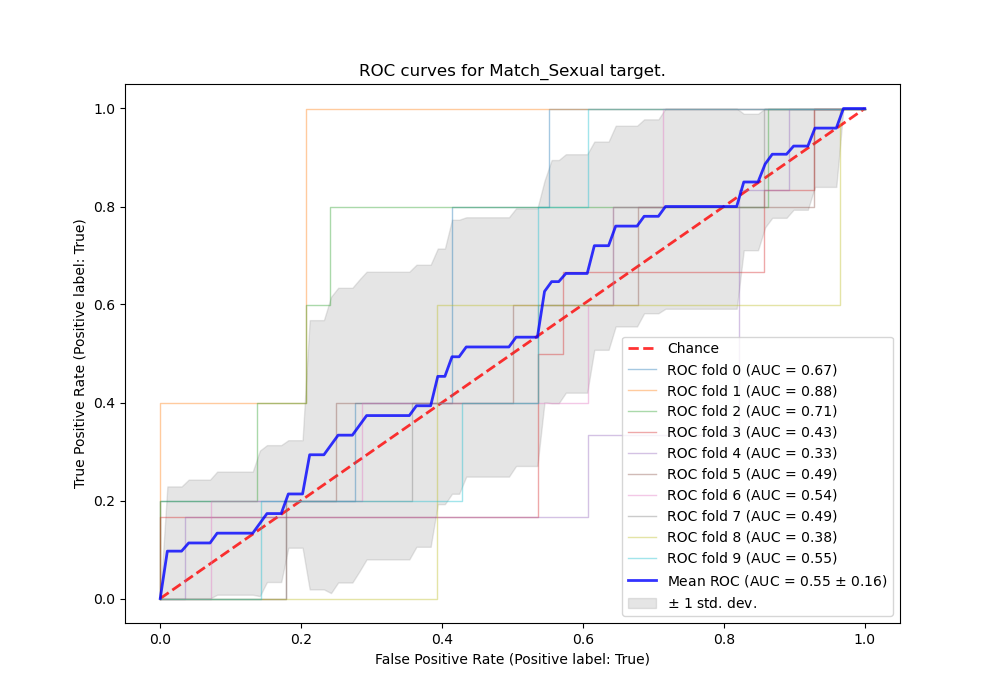 ROC curves for Match_Sexual target.
True Positive Rate (Positive label: True)
1.0
0.8
0.6
0.4
0.2
0.0
Chance
ROC fold 0 (AUC = 0.67)
ROC fold 1 (AUC = 0.88)
ROC fold 2 (AUC = 0.71)
ROC fold 3 (AUC = 0.43)
ROC fold 4 (AUC = 0.33)
ROC fold 5 (AUC = 0.49)
ROC fold 6 (AUC = 0.54)
ROC fold 7 (AUC = 0.49)
ROC fold 8 (AUC = 0.38)
ROC fold 9 (AUC = 0.55)
Mean ROC (AUC = 0.55 ± 0.16)
± 1 std. dev.
0.0 0.2 0.4 0.6 0.8 1.0
False Positive Rate (Positive label: True)